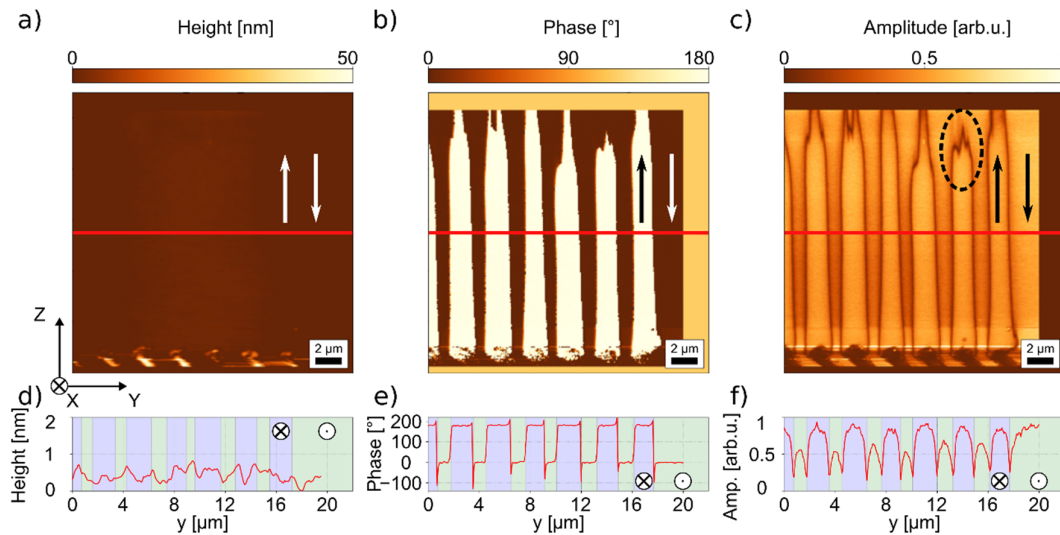 a) Height [nm]
0 50
b) Phase [°]
0 90 180
c) Amplitude [arb.u.]
0 0.5
2 µm
2 µm
2 µm
Z
X Y
d)
Height [nm]
2
1
0
0 4 8 12 16 20
y [µm]
e)
Phase [°]
200
100
0
−100
0 4 8 12 16 20
y [µm]
f)
Amp. [arb.u.]
1
0.5
0
0 4 8 12 16 20
y [µm]